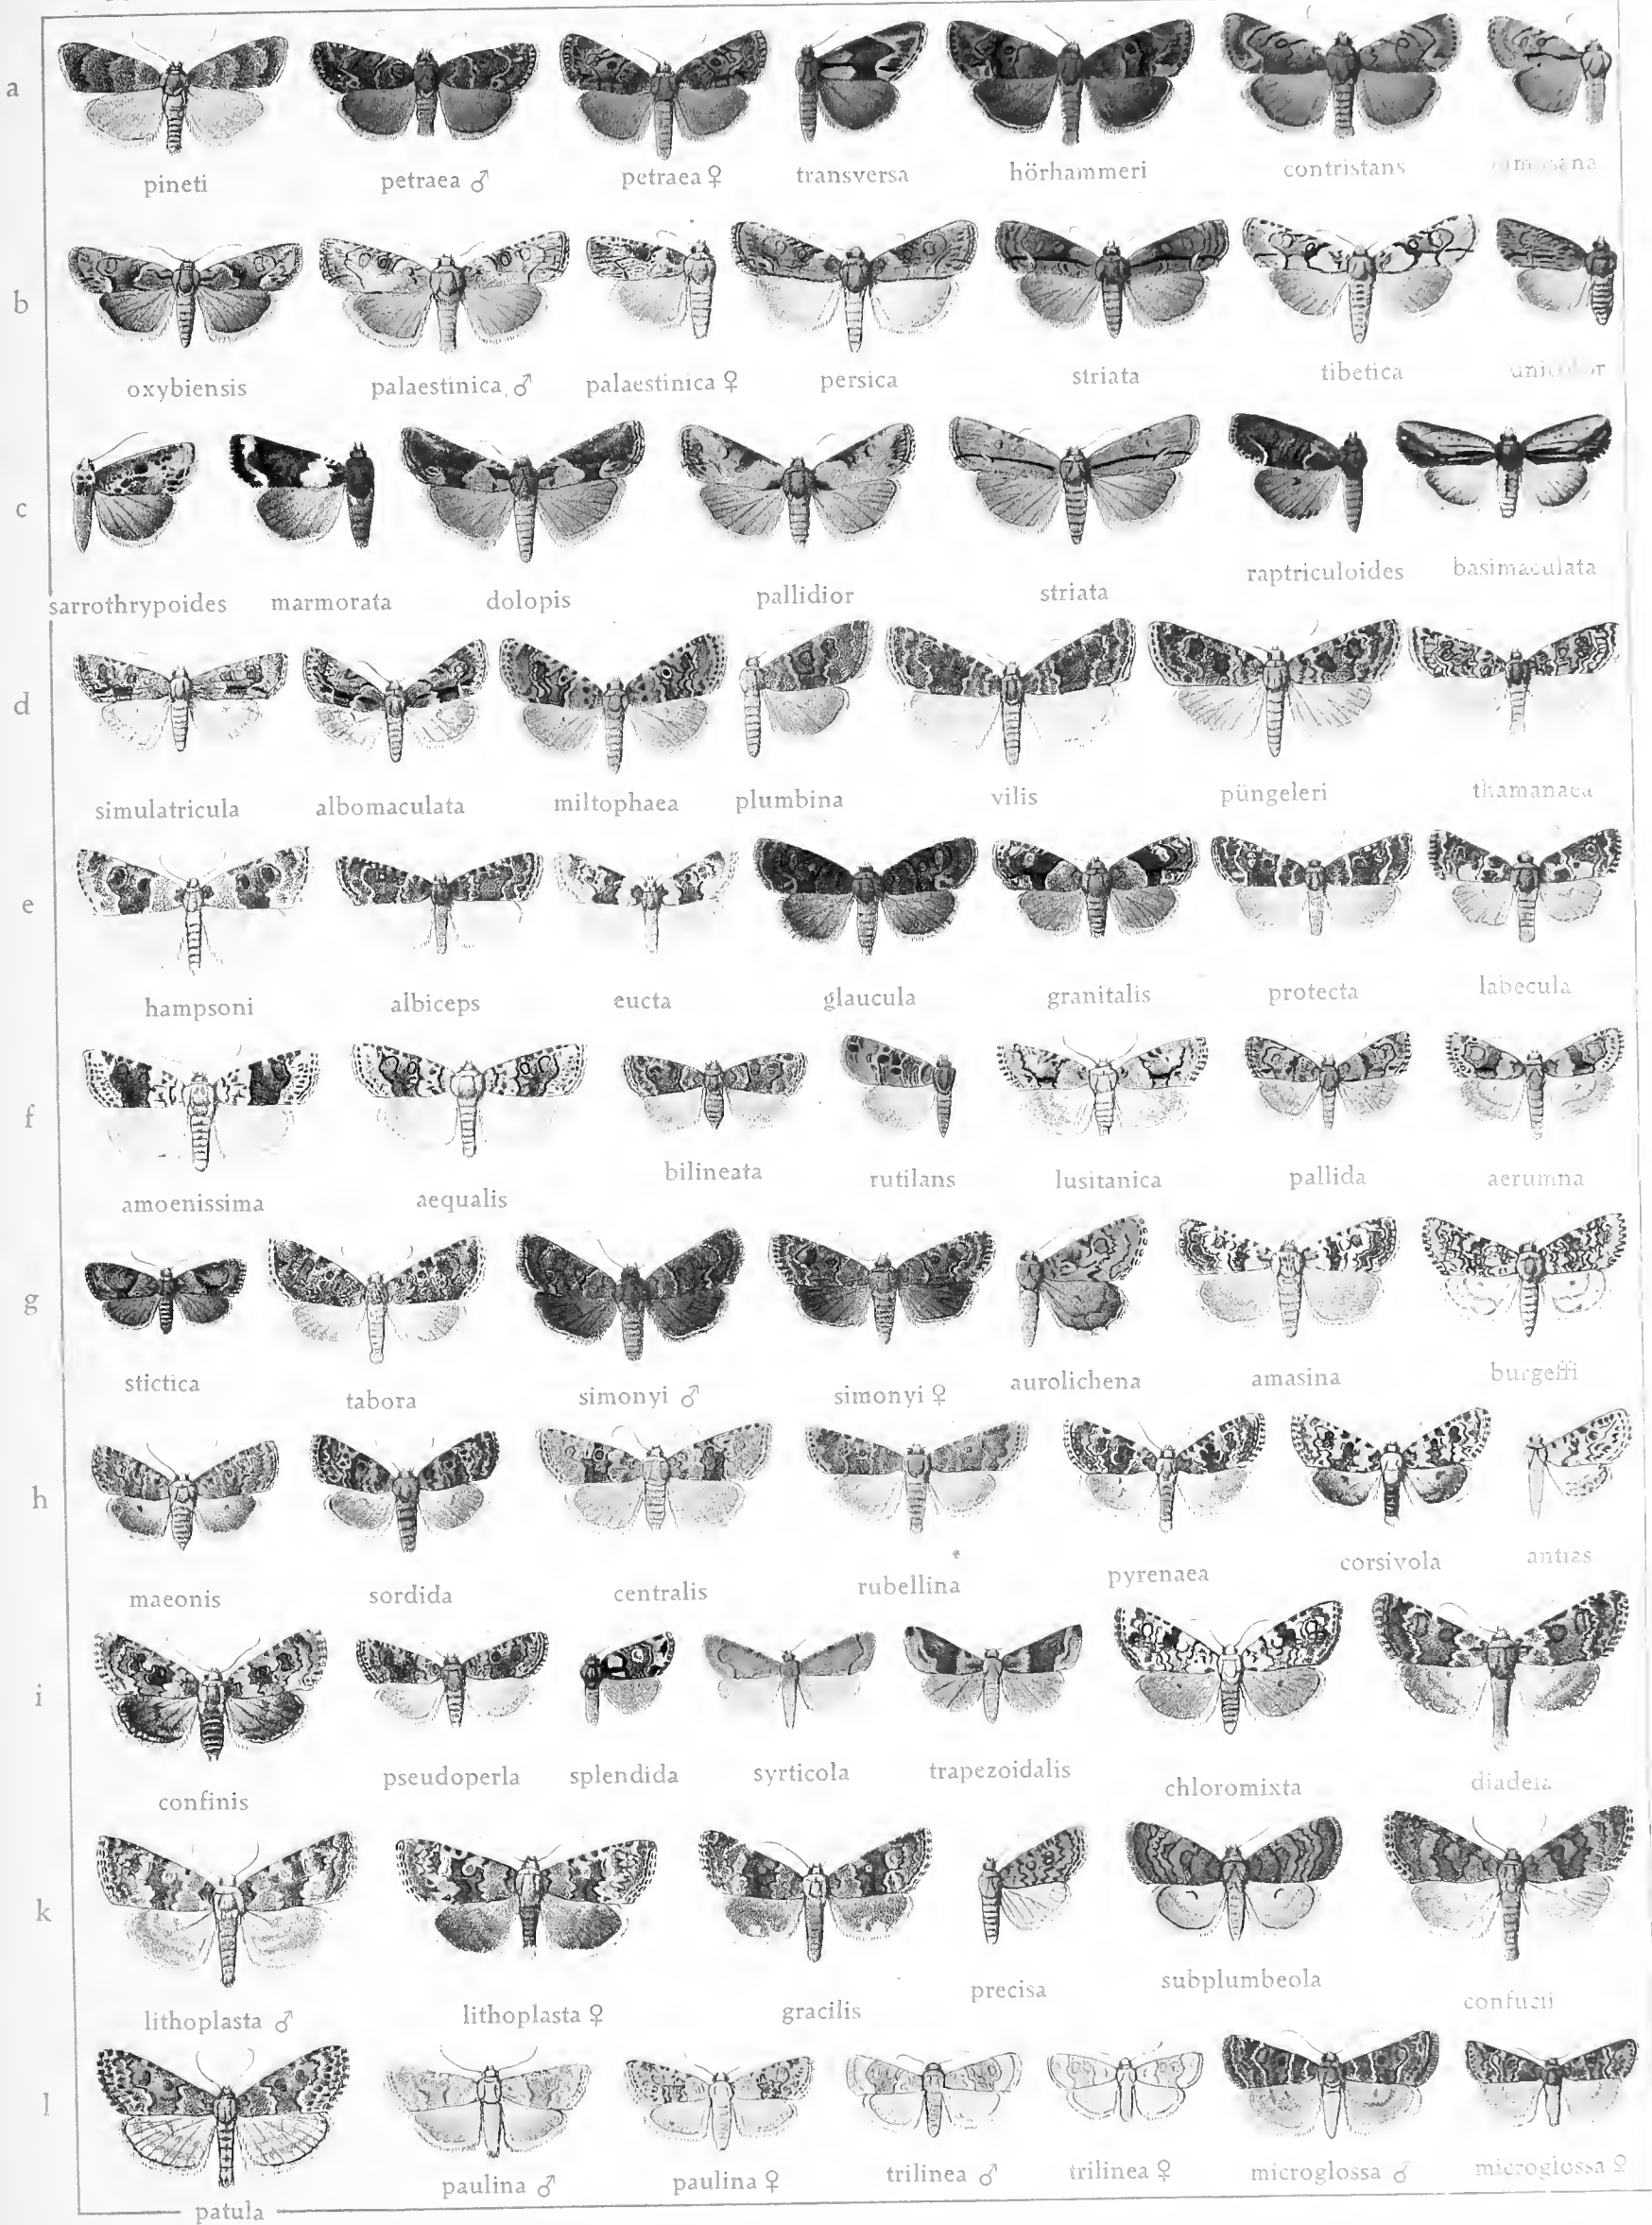 a
pineti petraea ♂ petraea ♀ transversa hörhammeri contristans
b
oxybiensis palaestinica ♂ palaestinica ♀ persica striata tibetica
c
sarrothrypoides marmorata dolopis pallidior striata raptriculoides basimaculata
d
simulatricula albomaculata miltophaea plumbina vilis püngeleri thamanaea
e
hampsoni albiceps eucta glaucula granitalis protecta labecula
f
amoenissima aequalis bilineata rutilans lusitanica pallida aerumna
g
stictica tabora simonyi ♂ simonyi ♀ aurolichena amasina burgeffi
h
maeonis sordida centralis rubellina pyrenaea corsivola antias
i
confinis pseudoperla splendida syrticola trapezoidalis chloromixta
k
lithoplasta ♂ lithoplasta ♀ gracilis precisa subplumbeola confucii
l
patula paulina ♂ paulina ♀ trilinea ♂ trilinea ♀ microglossa ♂ microglossa ♀